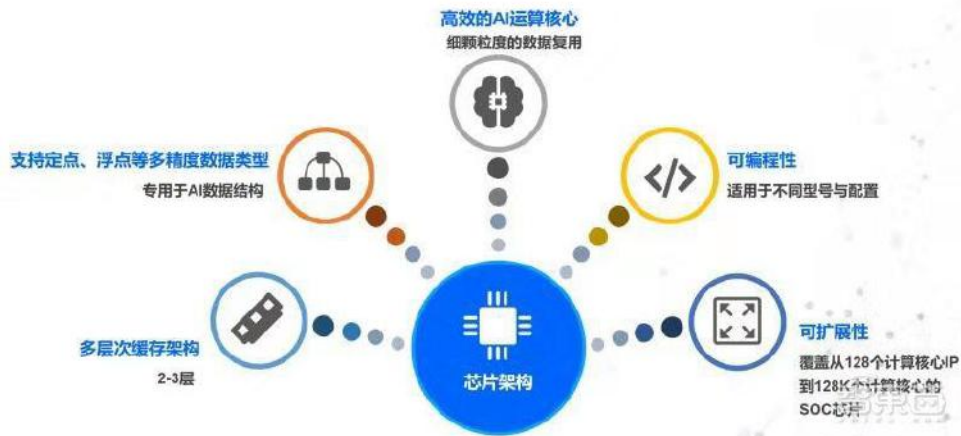 高效的AI运算核心
细颗粒度的数据复用
支持定点、浮点等多精度数据类型
专用于AI数据结构
</>
可编程性
适用于不同型号与配置
多层次缓存架构
2-3层
芯片架构
可扩展性
覆盖从128个计算核心IP
到128K个计算核心的
SOC芯片